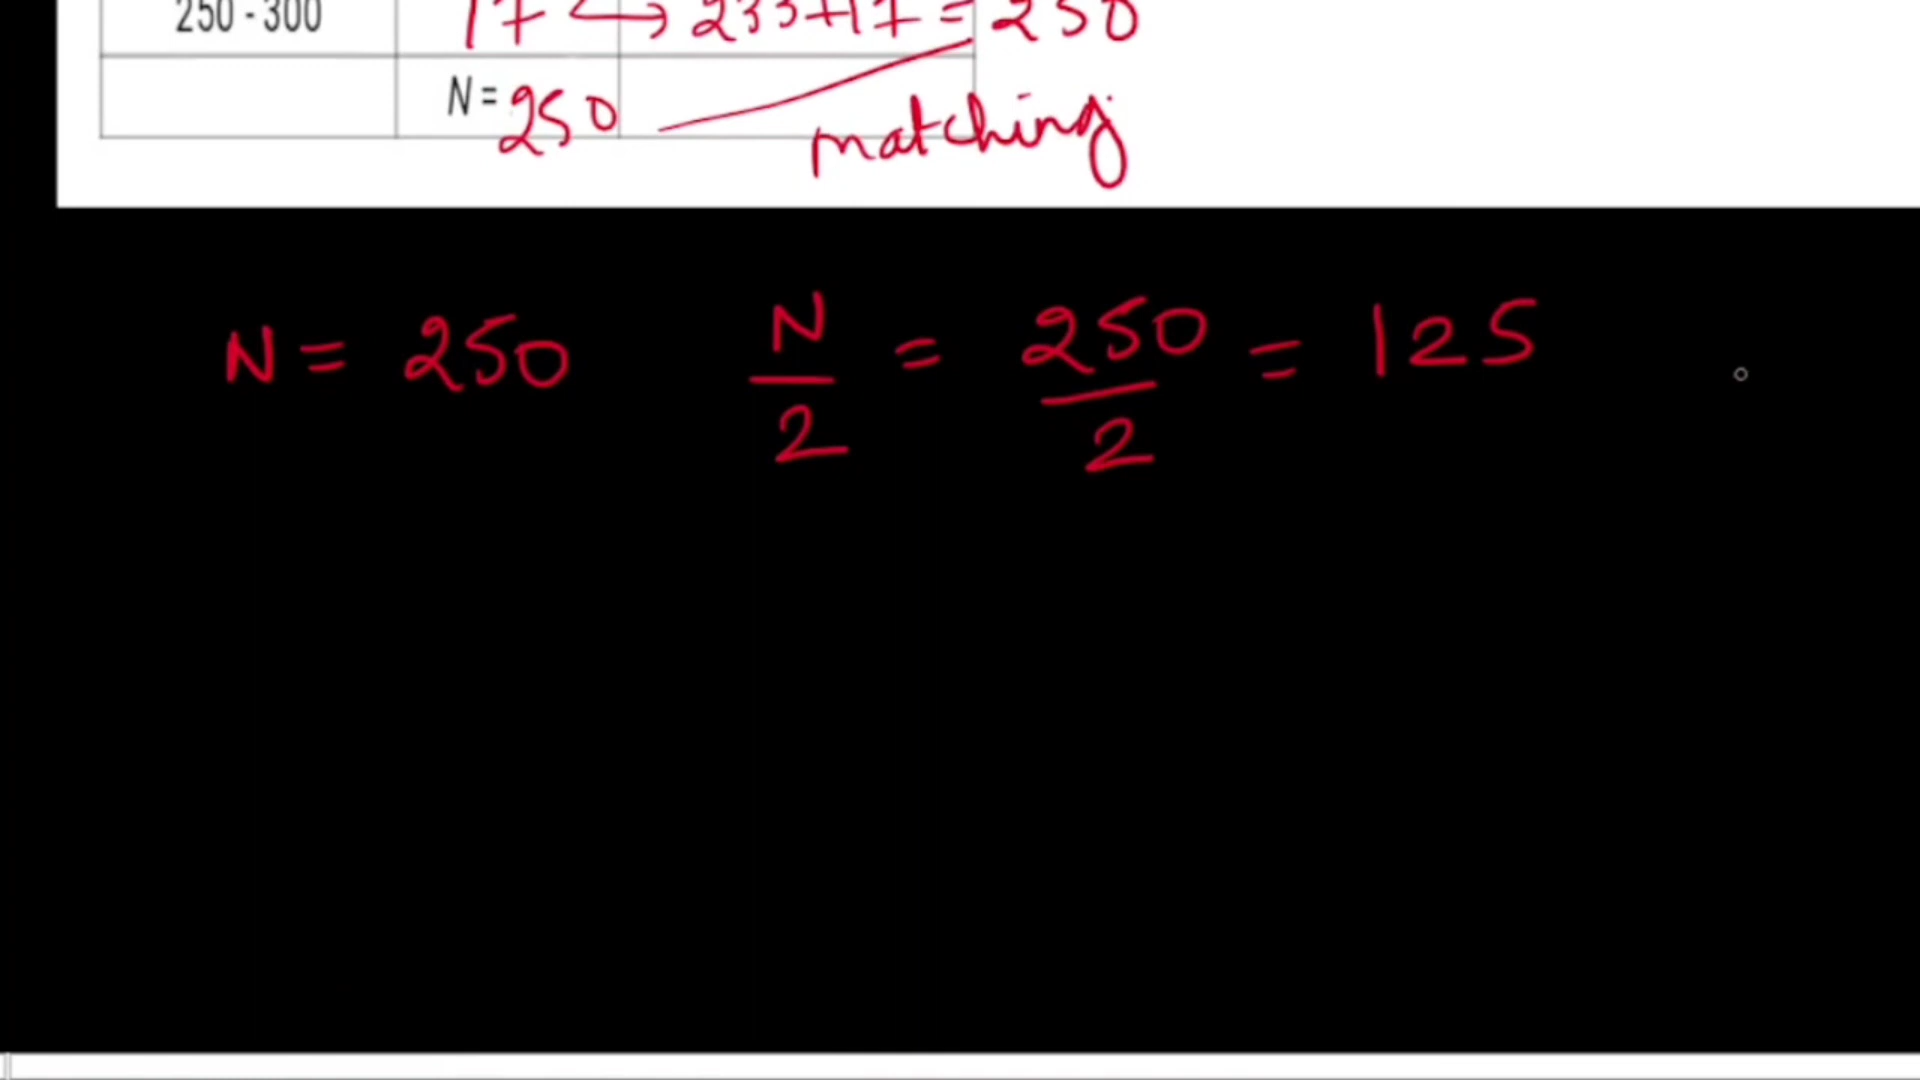 250 - 300 17 ↔ 233+17 = 250
N = 250 matching
N = 250 N/2 = 250/2 = 125